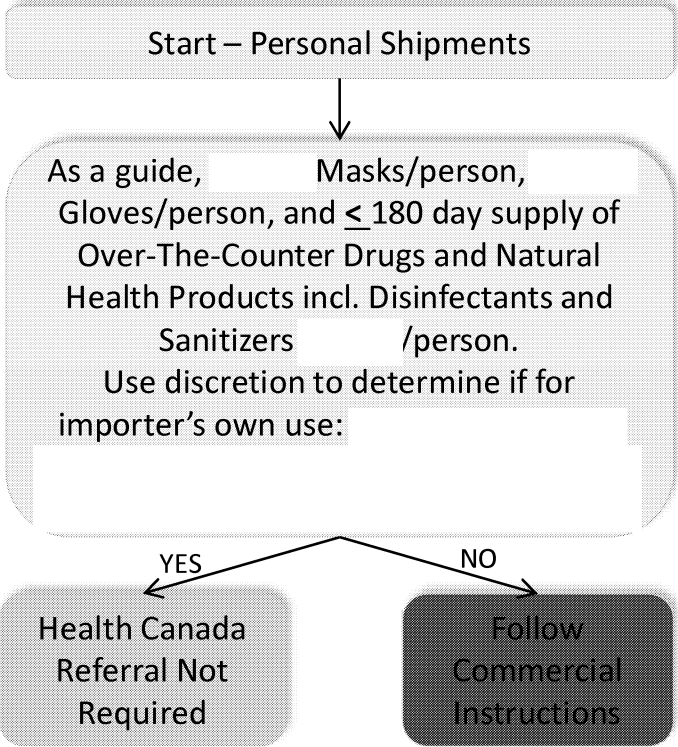 Start – Personal Shipments
As a guide, Masks/person,
Gloves/person, and < 180 day supply of
Over-The-Counter Drugs and Natural
Health Products incl. Disinfectants and
Sanitizers /person.
Use discretion to determine if for
importer's own use:
YES
NO
Health Canada
Referral Not
Required
Follow
Commercial
Instructions